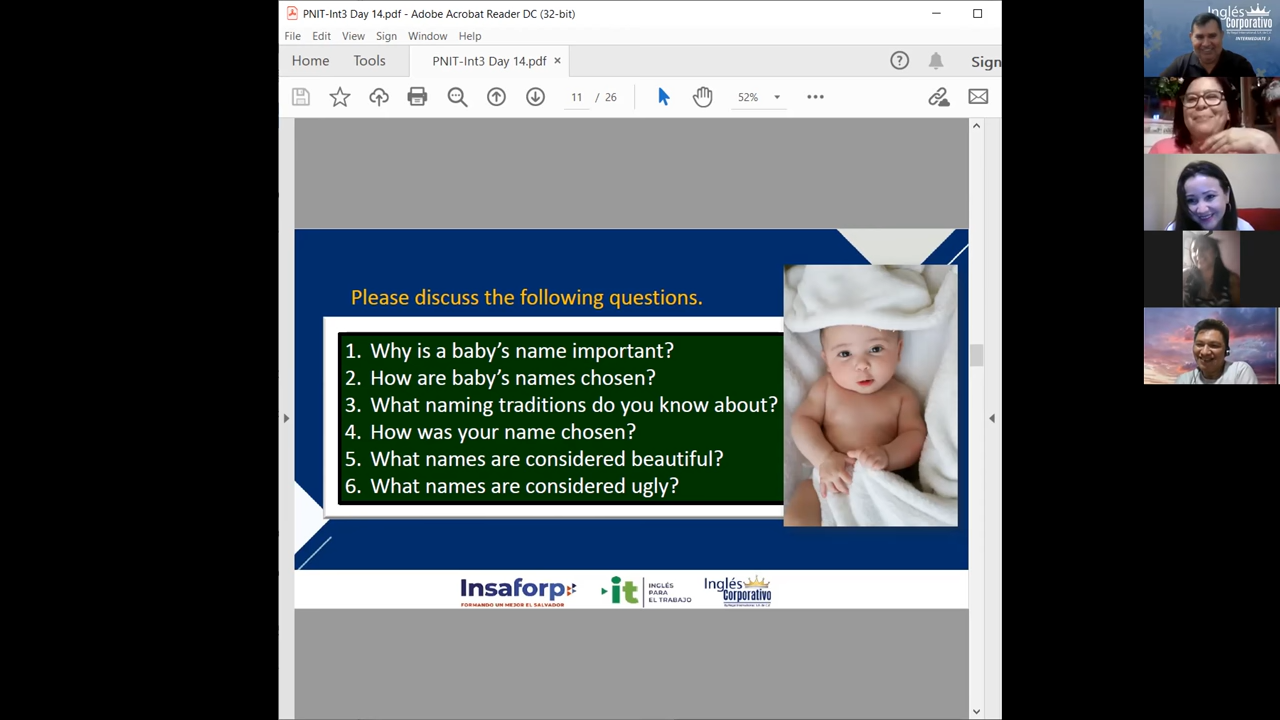 PNIT-Int3 Day 14.pdf - Adobe Acrobat Reader DC (32-bit)
File Edit View Sign Window Help
Home Tools PNIT-Int3 Day 14.pdf × Sign
11 / 26 52%
Please discuss the following questions.
1. Why is a baby’s name important?
2. How are baby’s names chosen?
3. What naming traditions do you know about?
4. How was your name chosen?
5. What names are considered beautiful?
6. What names are considered ugly?
Insaforp
FORMANDO UN MEJOR EL SALVADOR
it
INGLÉS
PARA
EL TRABAJO
Inglés
Corporativo
Inglés
Corporativo
INTERMEDIATE 3